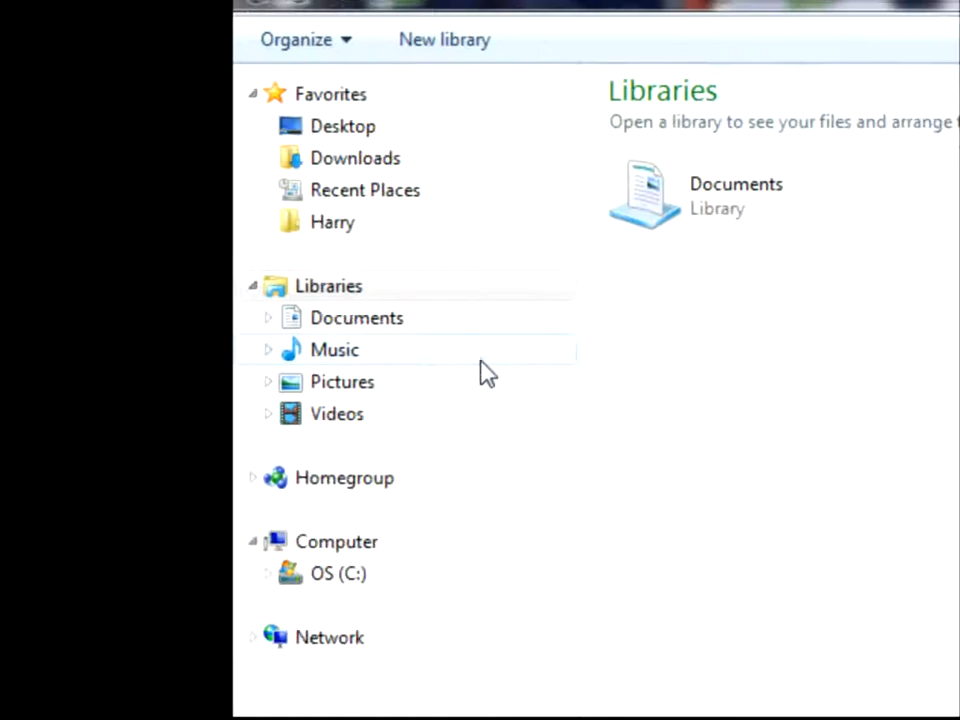 Organize New library
Favorites
Desktop
Downloads
Recent Places
Harry
Libraries
Documents
Music
Pictures
Videos
Homegroup
Computer
OS (C:)
Network
Libraries
Open a library to see your files and arrange
Documents
Library